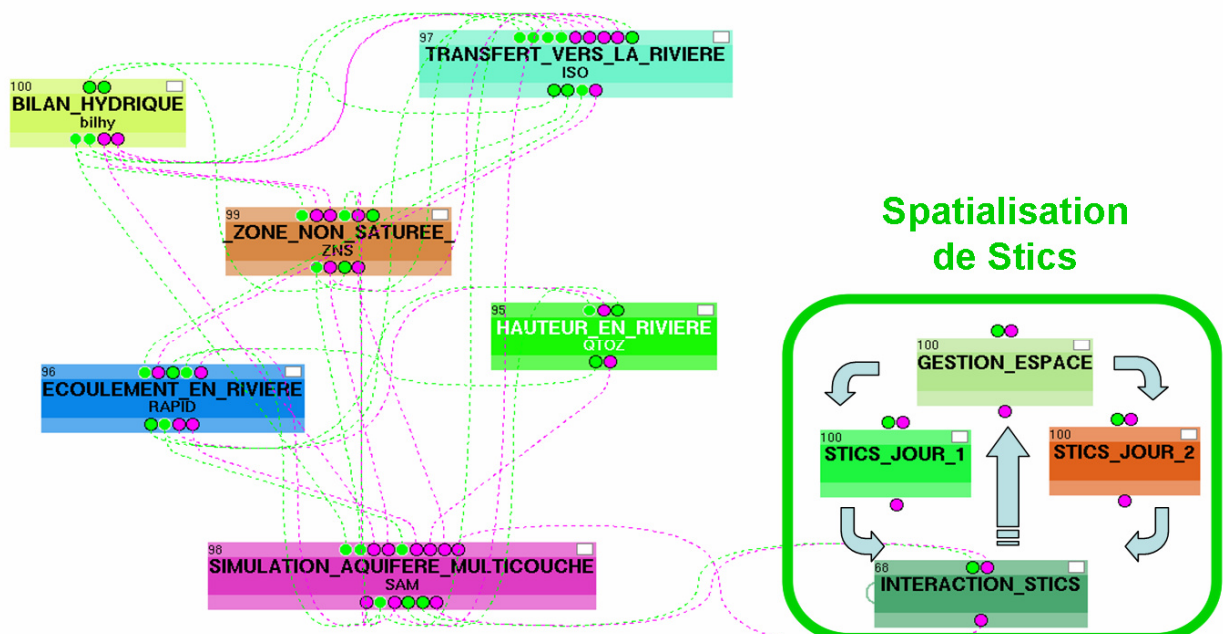 97
TRANSFERT_VERS_LA_RIVIERE
ISO
100
BILAN_HYDRIQUE
bilhy
99
_ZONE_NON_SATUREE_
ZNS
95
HAUTEUR_EN_RIVIERE
QTOZ
96
ECOULEMENT_EN_RIVIERE
RAPID
98
SIMULATION_AQUIFERE_MULTICOUCHE
SAM
Spatialisation
de Stics
100
GESTION_ESPACE
100
STICS_JOUR_1
100
STICS_JOUR_2
68
INTERACTION_STICS